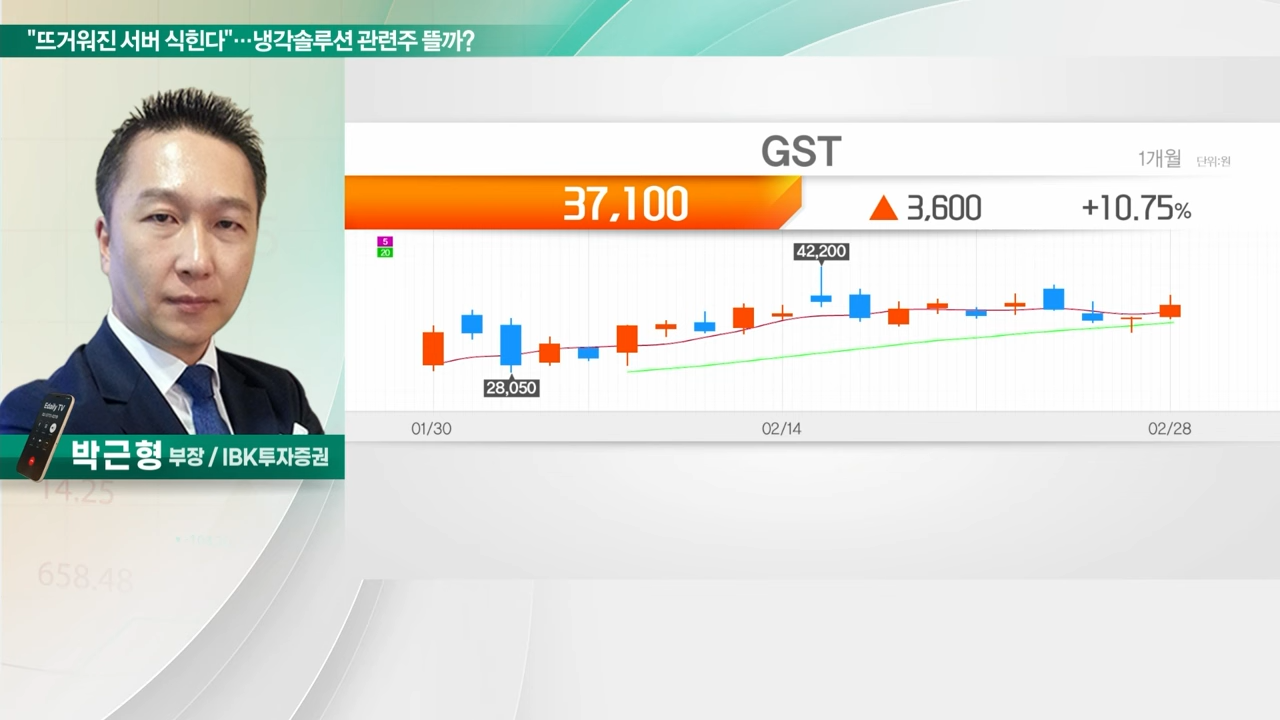 "뜨거워진 서버 식힌다"…냉각솔루션 관련주 뜰까?
GST
1개월 단위:원
37,100 ▲ 3,600 +10.75%
5
20
42,200
28,050
01/30 02/14 02/28
Edaily TV
박근형 부장 / IBK투자증권
14.25
658.48